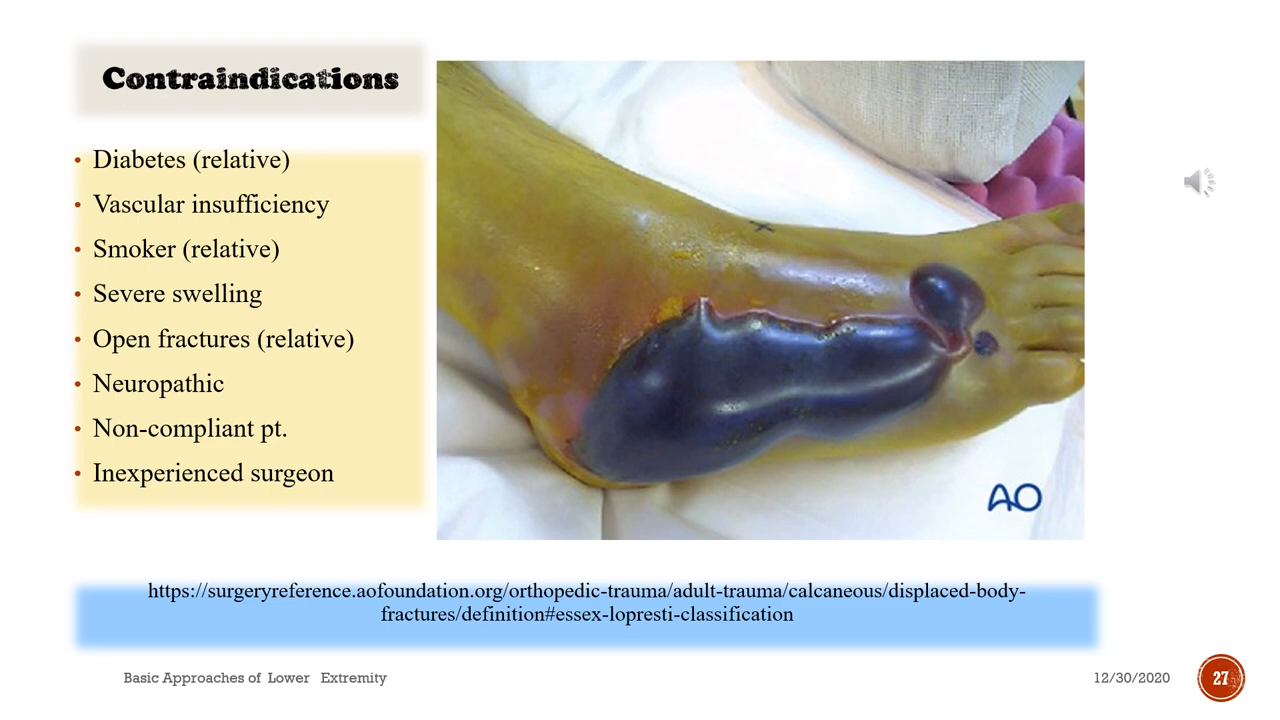 Contraindications
• Diabetes (relative)
• Vascular insufficiency
• Smoker (relative)
• Severe swelling
• Open fractures (relative)
• Neuropathic
• Non-compliant pt.
• Inexperienced surgeon
AO
https://surgeryreference.aofoundation.org/orthopedic-trauma/adult-trauma/calcaneous/displaced-body-
fractures/definition#essex-lopresti-classification
Basic Approaches of Lower Extremity
12/30/2020
27